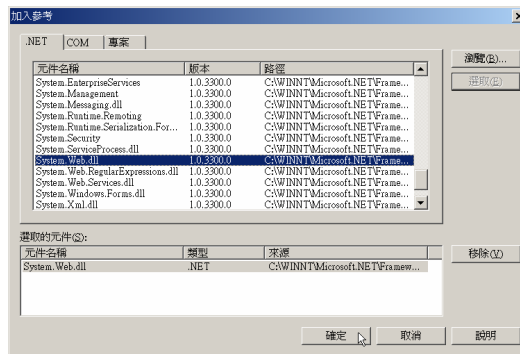 加入參考
.NET COM 專案
元件名稱 版本 路徑
System.EnterpriseServices 1.0.3300.0 C:\WINNT\Microsoft.NET\Frame...
System.Management 1.0.3300.0 C:\WINNT\Microsoft.NET\Frame...
System.Messaging.dll 1.0.3300.0 C:\WINNT\Microsoft.NET\Frame...
System.Runtime.Remoting 1.0.3300.0 C:\WINNT\Microsoft.NET\Frame...
System.Runtime.Serialization.For... 1.0.3300.0 C:\WINNT\Microsoft.NET\Frame...
System.Security 1.0.3300.0 C:\WINNT\Microsoft.NET\Frame...
System.ServiceProcess.dll 1.0.3300.0 C:\WINNT\Microsoft.NET\Frame...
System.Web.dll 1.0.3300.0 C:\WINNT\Microsoft.NET\Frame...
System.Web.RegularExpressions.dll 1.0.3300.0 C:\WINNT\Microsoft.NET\Frame...
System.Web.Services.dll 1.0.3300.0 C:\WINNT\Microsoft.NET\Frame...
System.Windows.Forms.dll 1.0.3300.0 C:\WINNT\Microsoft.NET\Frame...
System.Xml.dll 1.0.3300.0 C:\WINNT\Microsoft.NET\Frame...
瀏覽(B)...
選取(E)
選取的元件(S):
元件名稱 類型 來源
System.Web.dll .NET C:\WINNT\Microsoft.NET\Framew...
移除(V)
確定 取消 說明